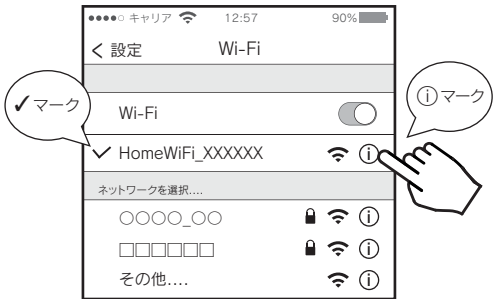 ●●●●○ キャリア 12:57 90%
< 設定 Wi-Fi
✓マーク
ⓘマーク
Wi-Fi
✓ HomeWiFi_XXXXXX ⓘ
ネットワークを選択....
○○○○_○○ ⓘ
□□□□□□ ⓘ
その他.... ⓘ